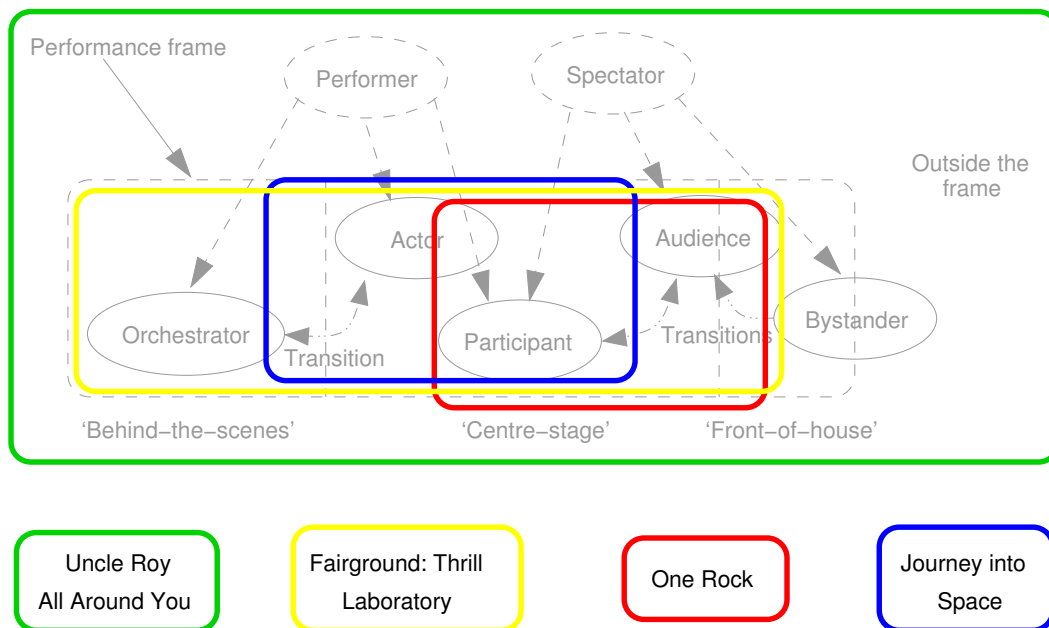 Performance frame
Performer
Spectator
Outside the
frame
Actor
Audience
Orchestrator
Transition
Participant
Transitions
Bystander
‘Behind−the−scenes’
‘Centre−stage’
‘Front−of−house’
Uncle Roy
All Around You
Fairground: Thrill
Laboratory
One Rock
Journey into
Space